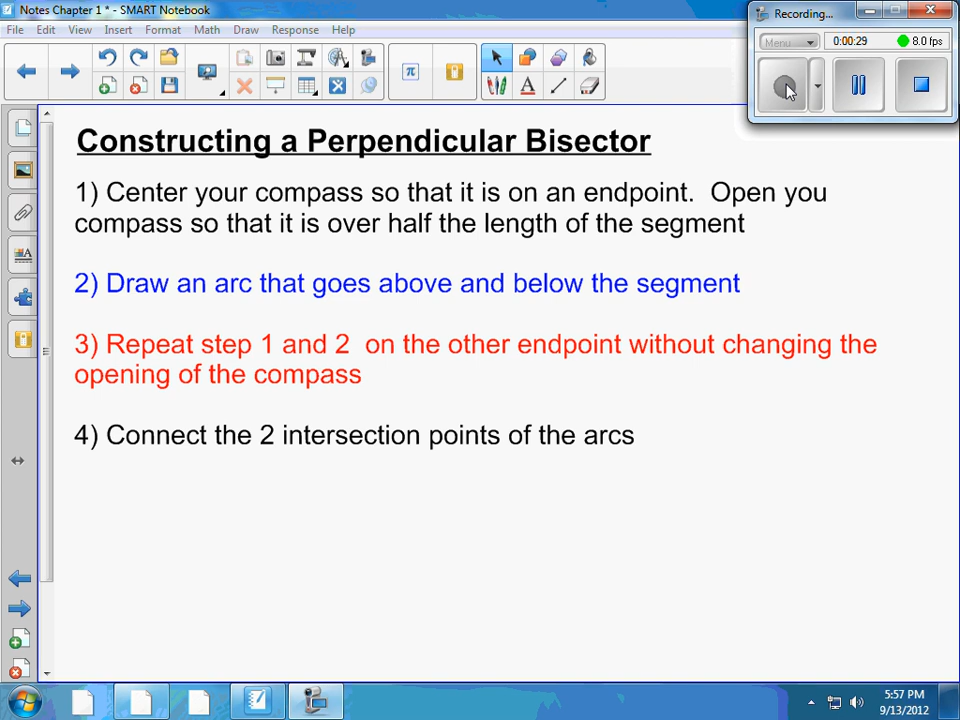 Notes Chapter 1 * - SMART Notebook
Recording...
File Edit View Insert Format Math Draw Response Help
Menu 0:00:29 8.0 fps
Constructing a Perpendicular Bisector
1) Center your compass so that it is on an endpoint. Open you
compass so that it is over half the length of the segment
2) Draw an arc that goes above and below the segment
3) Repeat step 1 and 2 on the other endpoint without changing the
opening of the compass
4) Connect the 2 intersection points of the arcs
5:57 PM
9/13/2012